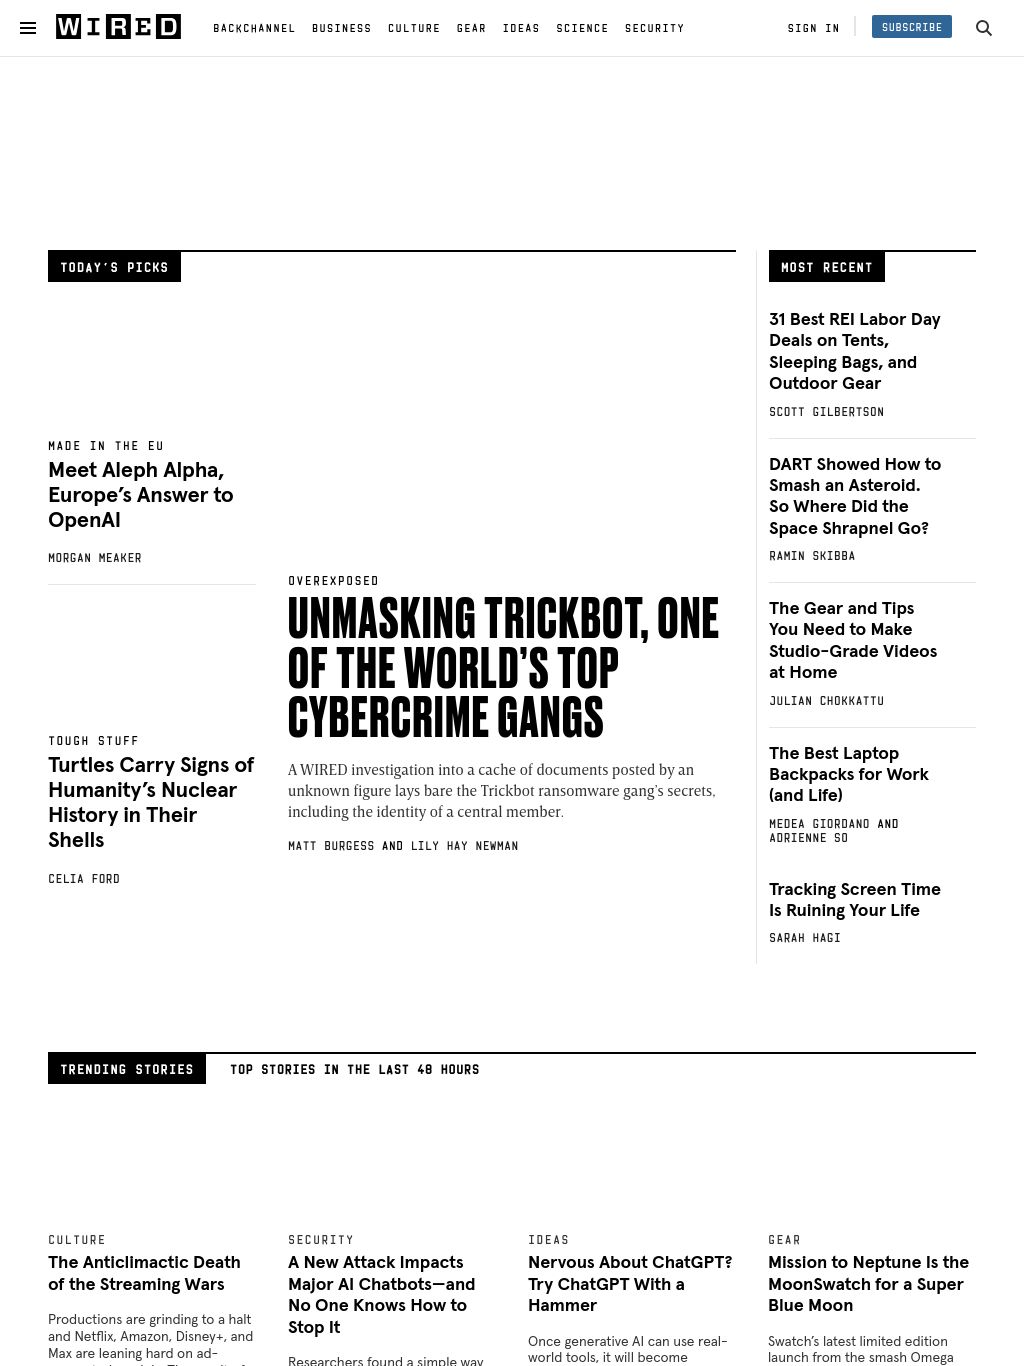 WIRED
BACKCHANNEL BUSINESS CULTURE GEAR IDEAS SCIENCE SECURITY
SIGN IN
SUBSCRIBE
TODAY'S PICKS
MADE IN THE EU
Meet Aleph Alpha,
Europe’s Answer to
OpenAI
MORGAN MEAKER
TOUGH STUFF
Turtles Carry Signs of
Humanity’s Nuclear
History in Their
Shells
CELIA FORD
OVEREXPOSED
UNMASKING TRICKBOT, ONE
OF THE WORLD’S TOP
CYBERCRIME GANGS
A WIRED investigation into a cache of documents posted by an
unknown figure lays bare the Trickbot ransomware gang’s secrets,
including the identity of a central member.
MATT BURGESS AND LILY HAY NEWMAN
MOST RECENT
31 Best REI Labor Day
Deals on Tents,
Sleeping Bags, and
Outdoor Gear
SCOTT GILBERTSON
DART Showed How to
Smash an Asteroid.
So Where Did the
Space Shrapnel Go?
RAMIN SKIBBA
The Gear and Tips
You Need to Make
Studio-Grade Videos
at Home
JULIAN CHOKKATTU
The Best Laptop
Backpacks for Work
(and Life)
MEDEA GIORDANO AND
ADRIENNE SO
Tracking Screen Time
Is Ruining Your Life
SARAH HAGI
TRENDING STORIES
TOP STORIES IN THE LAST 48 HOURS
CULTURE
The Anticlimactic Death
of the Streaming Wars
Productions are grinding to a halt
and Netflix, Amazon, Disney+, and
Max are leaning hard on ad-
SECURITY
A New Attack Impacts
Major AI Chatbots—and
No One Knows How to
Stop It
Researchers found a simple way
IDEAS
Nervous About ChatGPT?
Try ChatGPT With a
Hammer
Once generative AI can use real-
world tools, it will become
GEAR
Mission to Neptune Is the
MoonSwatch for a Super
Blue Moon
Swatch’s latest limited edition
launch from the smash Omega